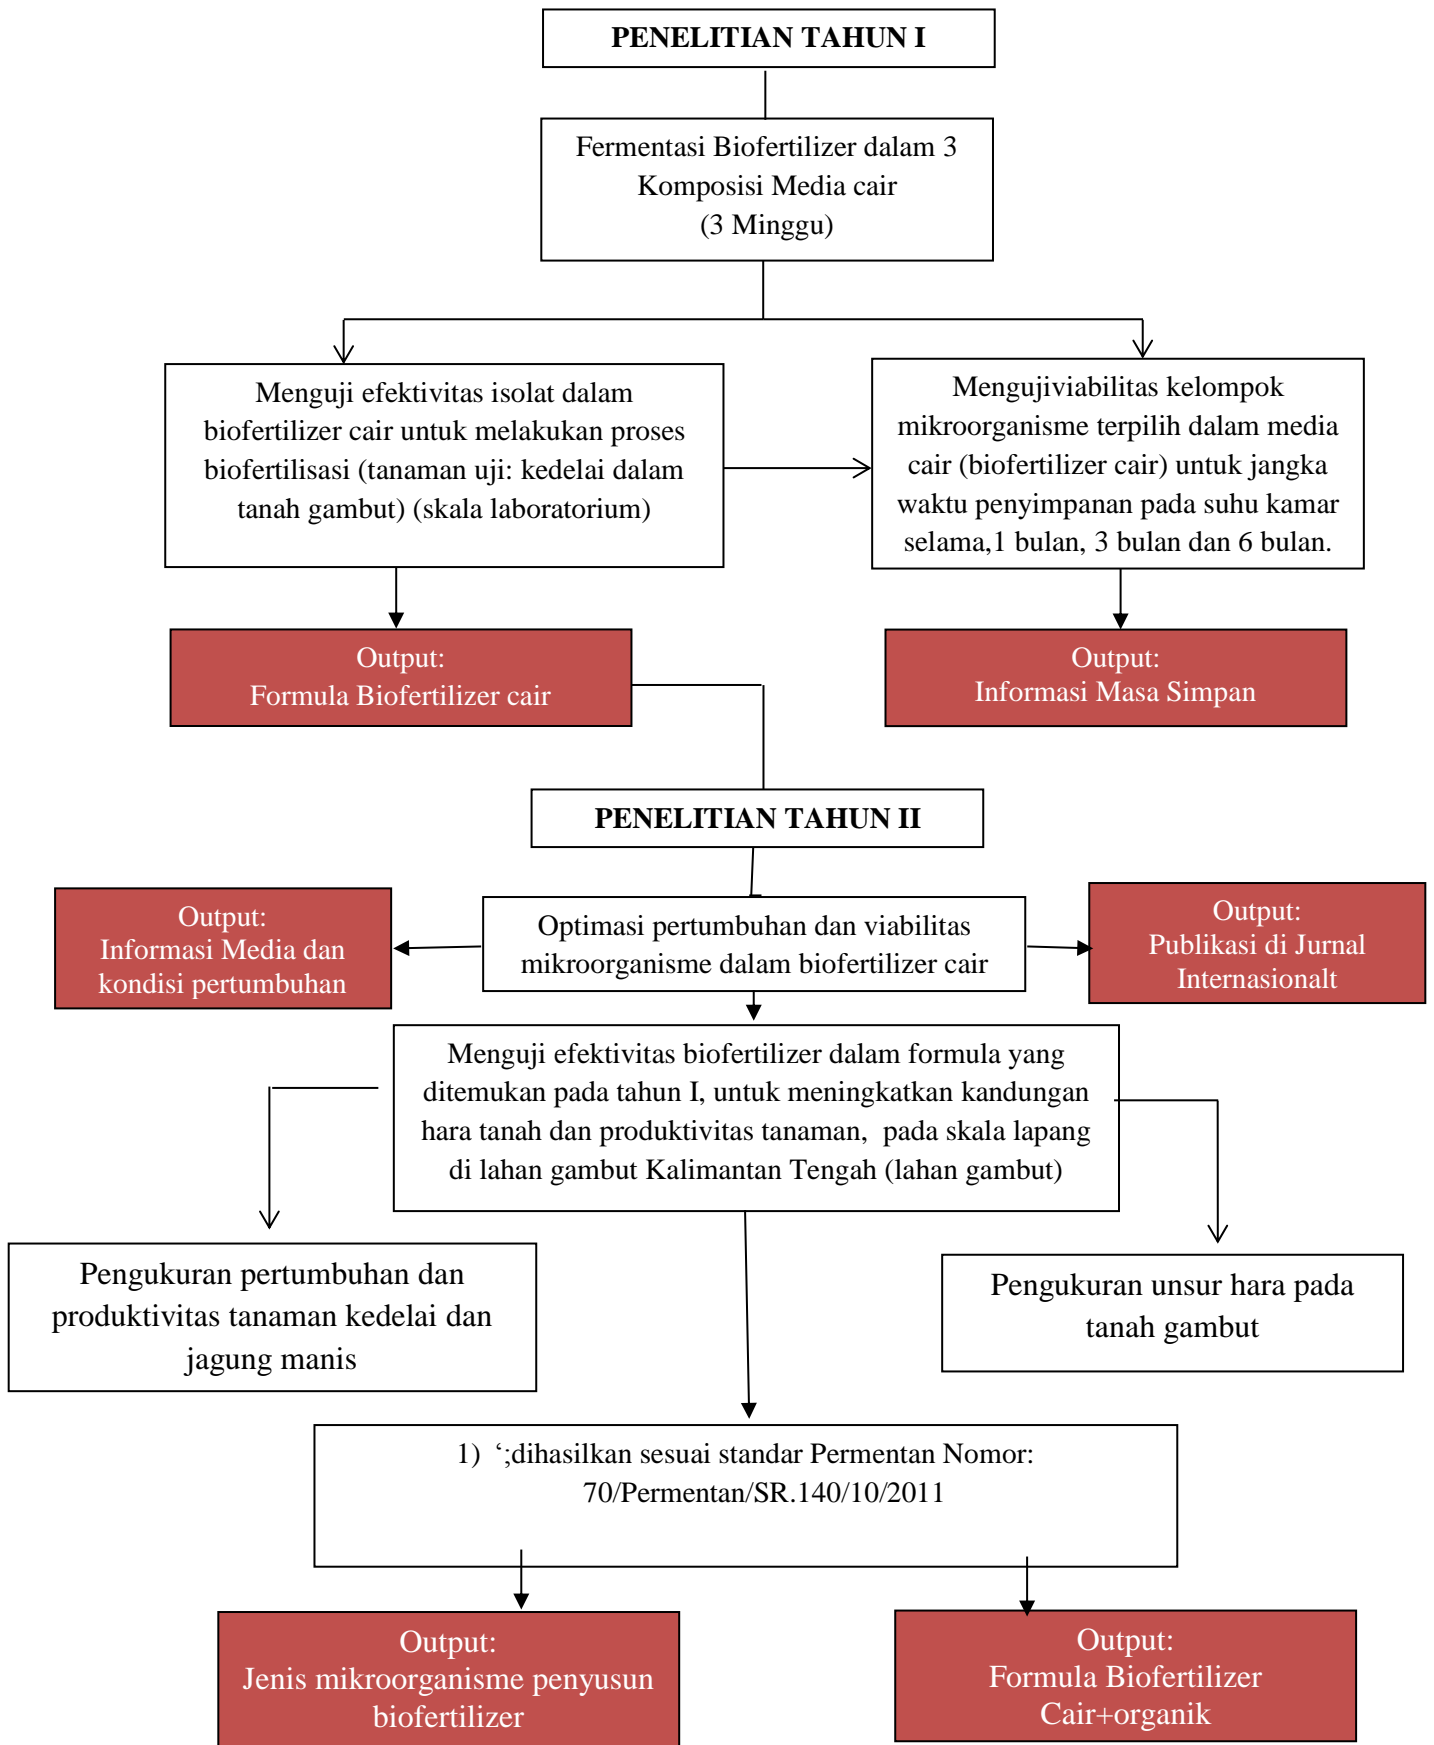 PENELITIAN TAHUN I
Fermentasi Biofertilizer dalam 3
Komposisi Media cair
(3 Minggu)
Menguji efektivitas isolat dalam
biofertilizer cair untuk melakukan proses
biofertilisasi (tanaman uji: kedelai dalam
tanah gambut) (skala laboratorium)
Mengujiviabilitas kelompok
mikroorganisme terpilih dalam media
cair (biofertilizer cair) untuk jangka
waktu penyimpanan pada suhu kamar
selama,1 bulan, 3 bulan dan 6 bulan.
Output:
Formula Biofertilizer cair
Output:
Informasi Masa Simpan
PENELITIAN TAHUN II
Output:
Informasi Media dan
kondisi pertumbuhan
Optimasi pertumbuhan dan viabilitas
mikroorganisme dalam biofertilizer cair
Output:
Publikasi di Jurnal
Internasionalt
Menguji efektivitas biofertilizer dalam formula yang
ditemukan pada tahun I, untuk meningkatkan kandungan
hara tanah dan produktivitas tanaman, pada skala lapang
di lahan gambut Kalimantan Tengah (lahan gambut)
Pengukuran pertumbuhan dan
produktivitas tanaman kedelai dan
jagung manis
Pengukuran unsur hara pada
tanah gambut
1) ‘;dihasilkan sesuai standar Permentan Nomor:
70/Permentan/SR.140/10/2011
Output:
Jenis mikroorganisme penyusun
biofertilizer
Output:
Formula Biofertilizer
Cair+organik